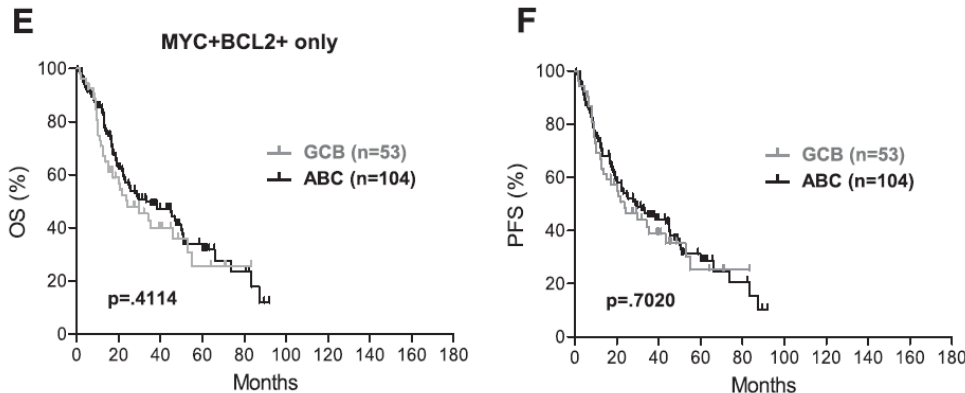 E
MYC+BCL2+ only
100
80
60
40
20
0
OS (%)
GCB (n=53)
ABC (n=104)
p=.4114
0 20 40 60 80 100 120 140 160 180
Months
F
100
80
60
40
20
0
PFS (%)
GCB (n=53)
ABC (n=104)
p=.7020
0 20 40 60 80 100 120 140 160 180
Months